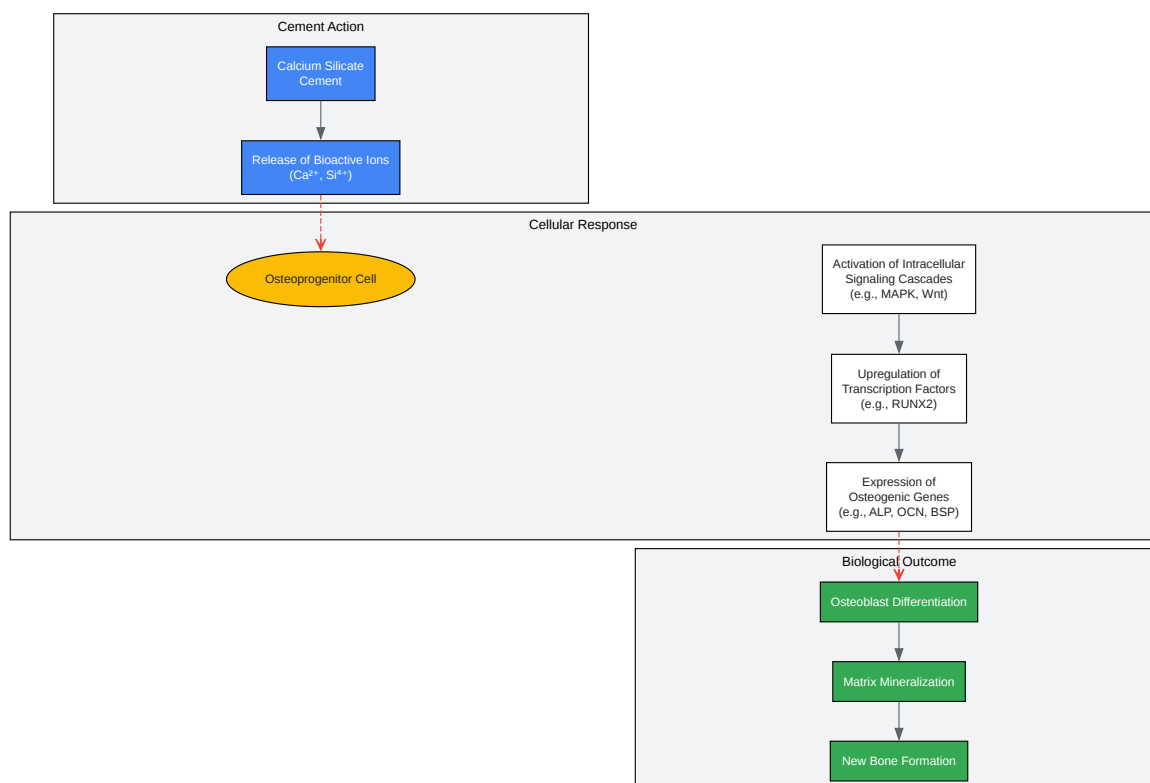 Cement Action
Calcium Silicate
Cement
Release of Bioactive Ions
(Ca²⁺, Si⁴⁺)
Cellular Response
Osteoprogenitor Cell
Activation of Intracellular
Signaling Cascades
(e.g., MAPK, Wnt)
Upregulation of
Transcription Factors
(e.g., RUNX2)
Expression of
Osteogenic Genes
(e.g., ALP, OCN, BSP)
Biological Outcome
Osteoblast Differentiation
Matrix Mineralization
New Bone Formation